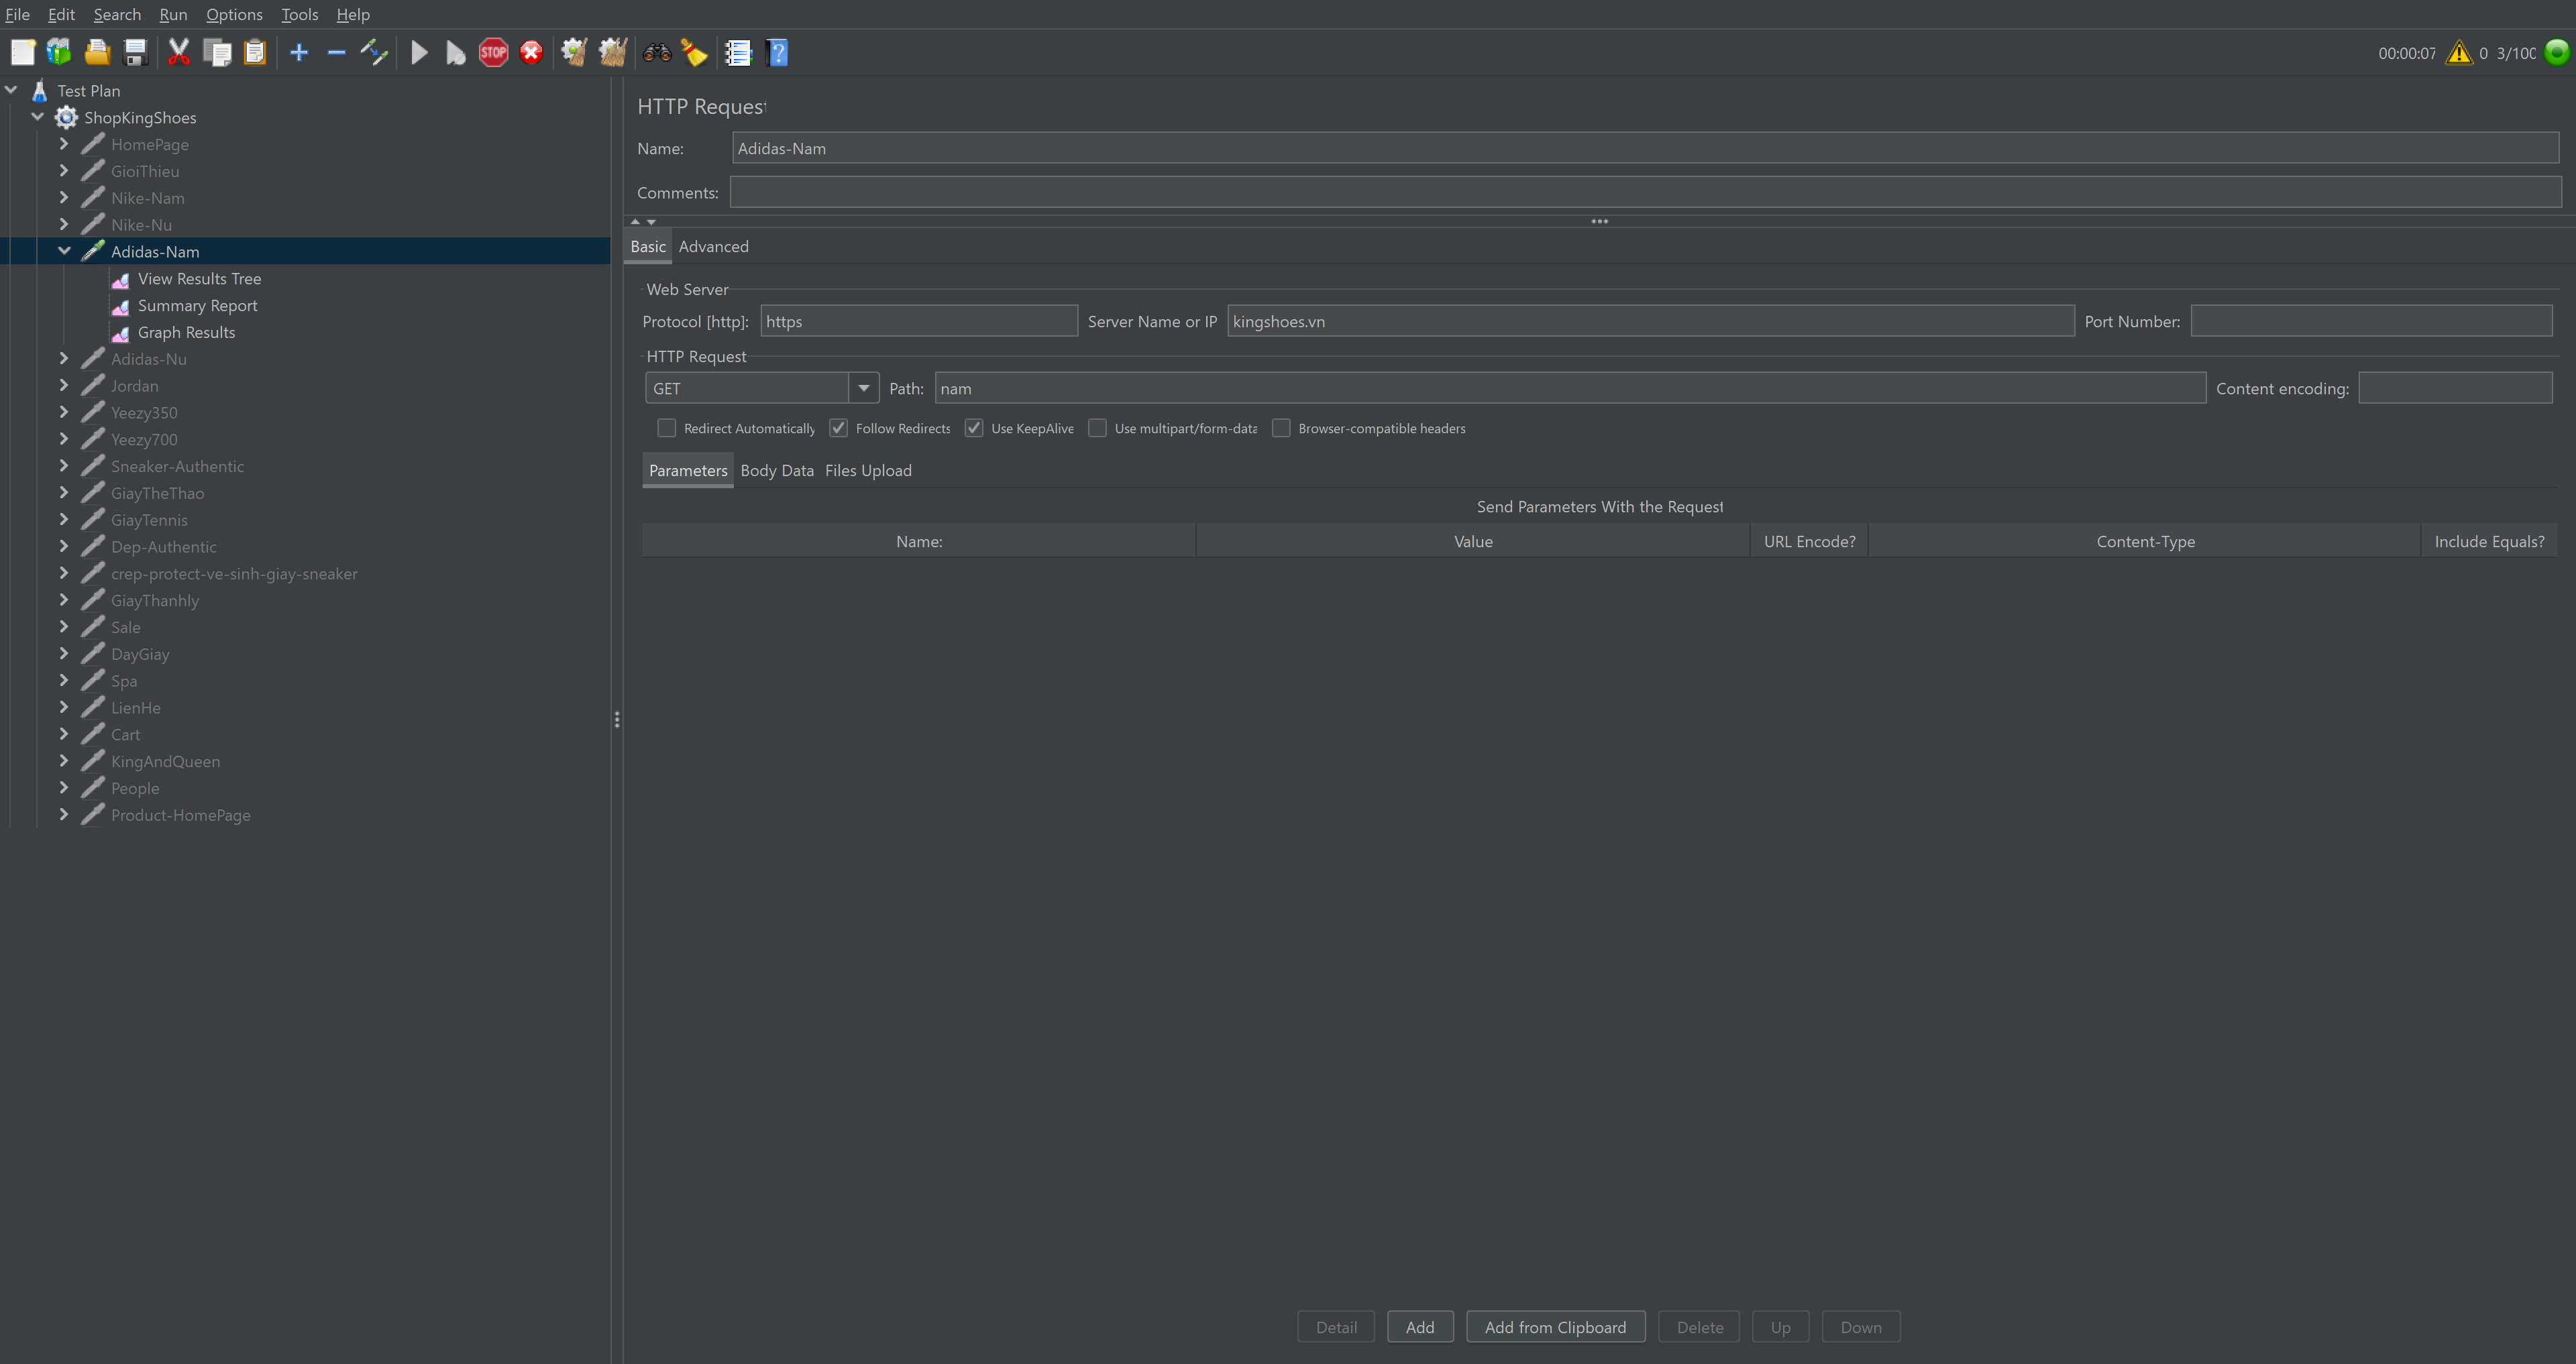 File Edit Search Run Options Tools Help
STOP
00:00:07 0 3/100
Test Plan
ShopKingShoes
HomePage
GioiThieu
Nike-Nam
Nike-Nu
Adidas-Nam
View Results Tree
Summary Report
Graph Results
Adidas-Nu
Jordan
Yeezy350
Yeezy700
Sneaker-Authentic
GiayTheThao
GiayTennis
Dep-Authentic
crep-protect-ve-sinh-giay-sneaker
GiayThanhly
Sale
DayGiay
Spa
LienHe
Cart
KingAndQueen
People
Product-HomePage
HTTP Request
Name: Adidas-Nam
Comments:
Basic Advanced
Web Server
Protocol [http]: https Server Name or IP kingshoes.vn Port Number:
HTTP Request
GET Path: nam Content encoding:
Redirect Automatically Follow Redirects Use KeepAlive Use multipart/form-data Browser-compatible headers
Parameters Body Data Files Upload
Send Parameters With the Request
Name: Value URL Encode? Content-Type Include Equals?
Detail Add Add from Clipboard Delete Up Down